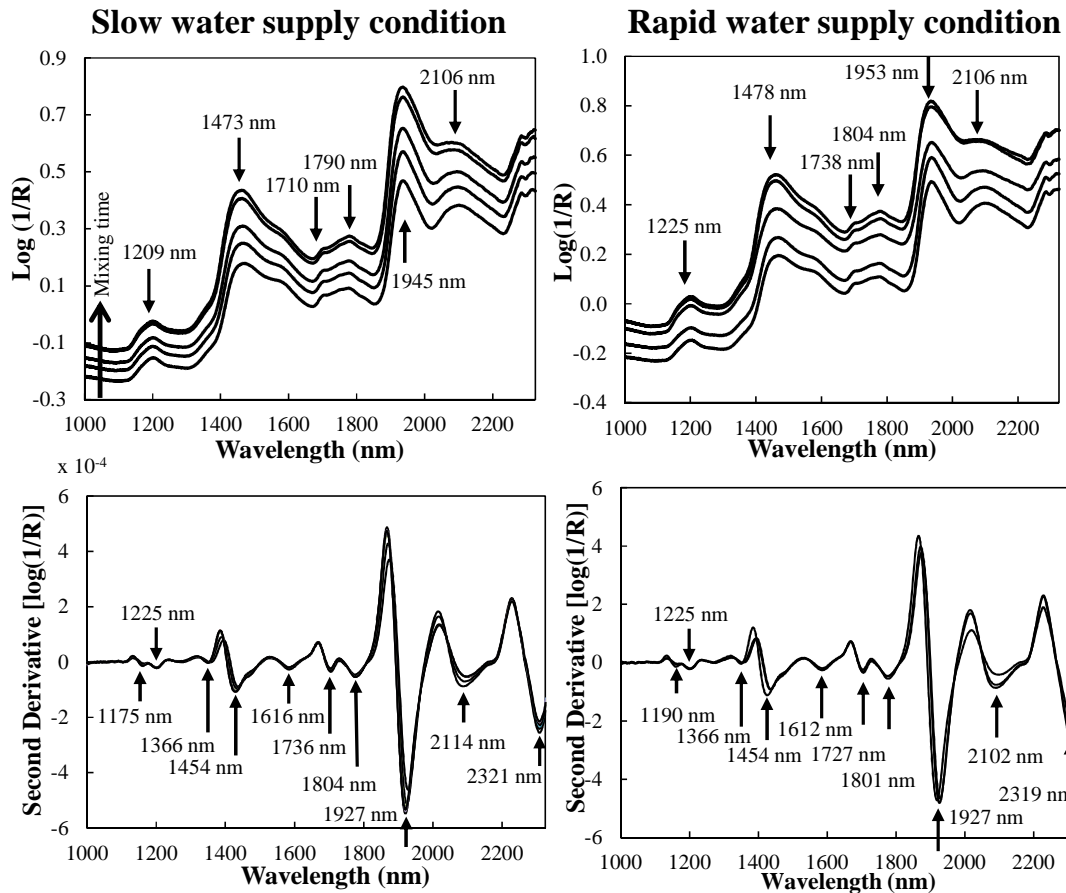 Slow water supply condition
Rapid water supply condition
0.9
0.7
0.5
0.3
0.1
-0.1
-0.3
Log (1/R)
Mixing time
1209 nm
1473 nm
1710 nm
1790 nm
2106 nm
1945 nm
1000 1200 1400 1600 1800 2000 2200
Wavelength (nm)
1.0
0.8
0.6
0.4
0.2
0.0
-0.2
-0.4
Log(1/R)
1225 nm
1478 nm
1738 nm
1804 nm
1953 nm
2106 nm
1000 1200 1400 1600 1800 2000 2200
Wavelength (nm)
x 10-4
6
4
2
0
-2
-4
-6
Second Derivative [log(1/R)]
1225 nm
1175 nm
1366 nm
1454 nm
1616 nm
1736 nm
1804 nm
1927 nm
2114 nm
2321 nm
1000 1200 1400 1600 1800 2000 2200
Wavelength (nm)
6
4
2
0
-2
-4
-6
Second Derivative [log(1/R)]
1225 nm
1190 nm
1366 nm
1454 nm
1612 nm
1727 nm
1801 nm
1927 nm
2102 nm
2319 nm
1000 1200 1400 1600 1800 2000 2200
Wavelength (nm)